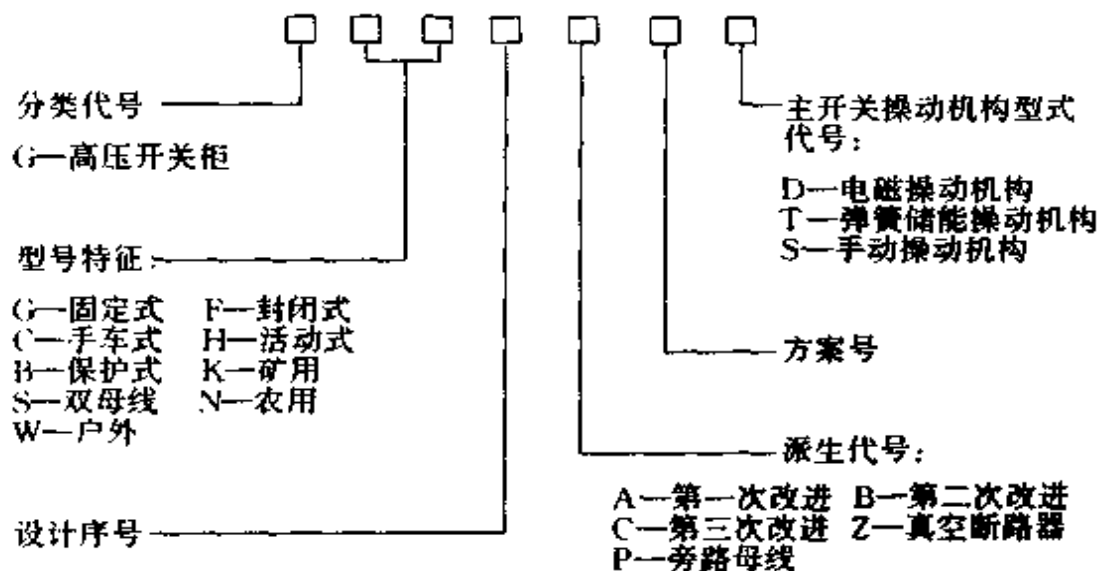 □ □ □ □ □ □ □
分类代号
G—高压开关柜
型号特征:
G—固定式 F—封闭式
C—手车式 H—活动式
B—保护式 K—矿用
S—双母线 N—农用
W—户外
设计序号
主开关操动机构型式
代号:
D—电磁操动机构
T—弹簧储能操动机构
S—手动操动机构
方案号
派生代号:
A—第一次改进 B—第二次改进
C—第三次改进 Z—真空断路器
P—旁路母线